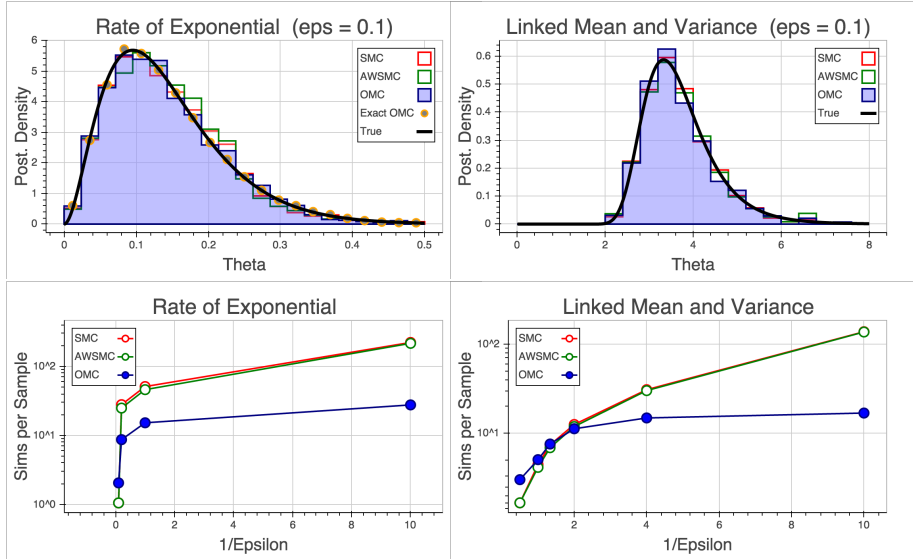 Rate of Exponential (eps = 0.1)
Post. Density
6
5
4
3
2
1
0
0
0.1
0.2
0.3
0.4
0.5
Theta
SMC
AWSMC
OMC
Exact OMC
True
Linked Mean and Variance (eps = 0.1)
Post. Density
0.6
0.5
0.4
0.3
0.2
0.1
0
0
2
4
6
8
Theta
SMC
AWSMC
OMC
True
Rate of Exponential
Sims per Sample
10^2
10^1
10^0
0
2
4
6
8
10
1/Epsilon
SMC
AWSMC
OMC
Linked Mean and Variance
Sims per Sample
10^2
10^1
2
4
6
8
10
1/Epsilon
SMC
AWSMC
OMC